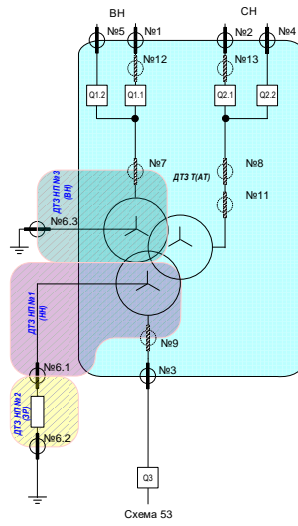 ВН
СН
№5
№1
№2
№4
№12
№13
Q1.2
Q1.1
Q2.1
Q2.2
№7
ДТЗ Т(АТ)
№8
ДТЗ НП №3
(ВН)
№11
№6.3
ДТЗ НП №1
(НН)
№9
№6.1
№3
ДТЗ НП №2
(ЗР)
№6.2
Q3
Схема 53